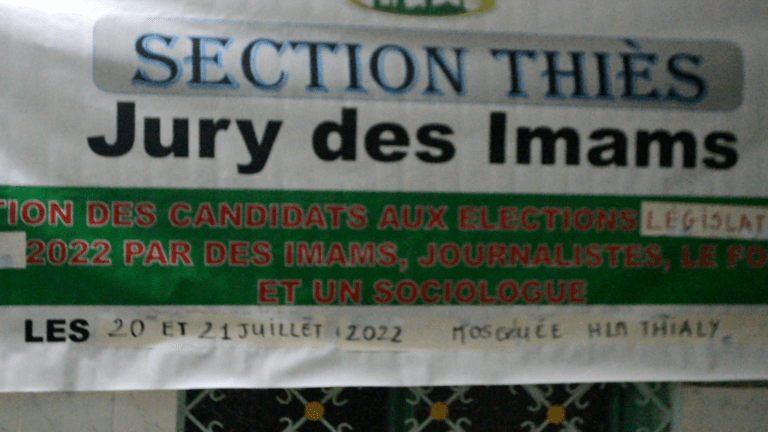 SECTION THIÈS
Jury des Imams
TION DES CANDIDATS AUX ELECTIONS LÉGISLAT
2022 PAR DES IMAMS, JOURNALISTES, LE FO
ET UN SOCIOLOGUE
LES 20 ET 21 JUILLET 2022 MOSQUÉE HLM THIALY.